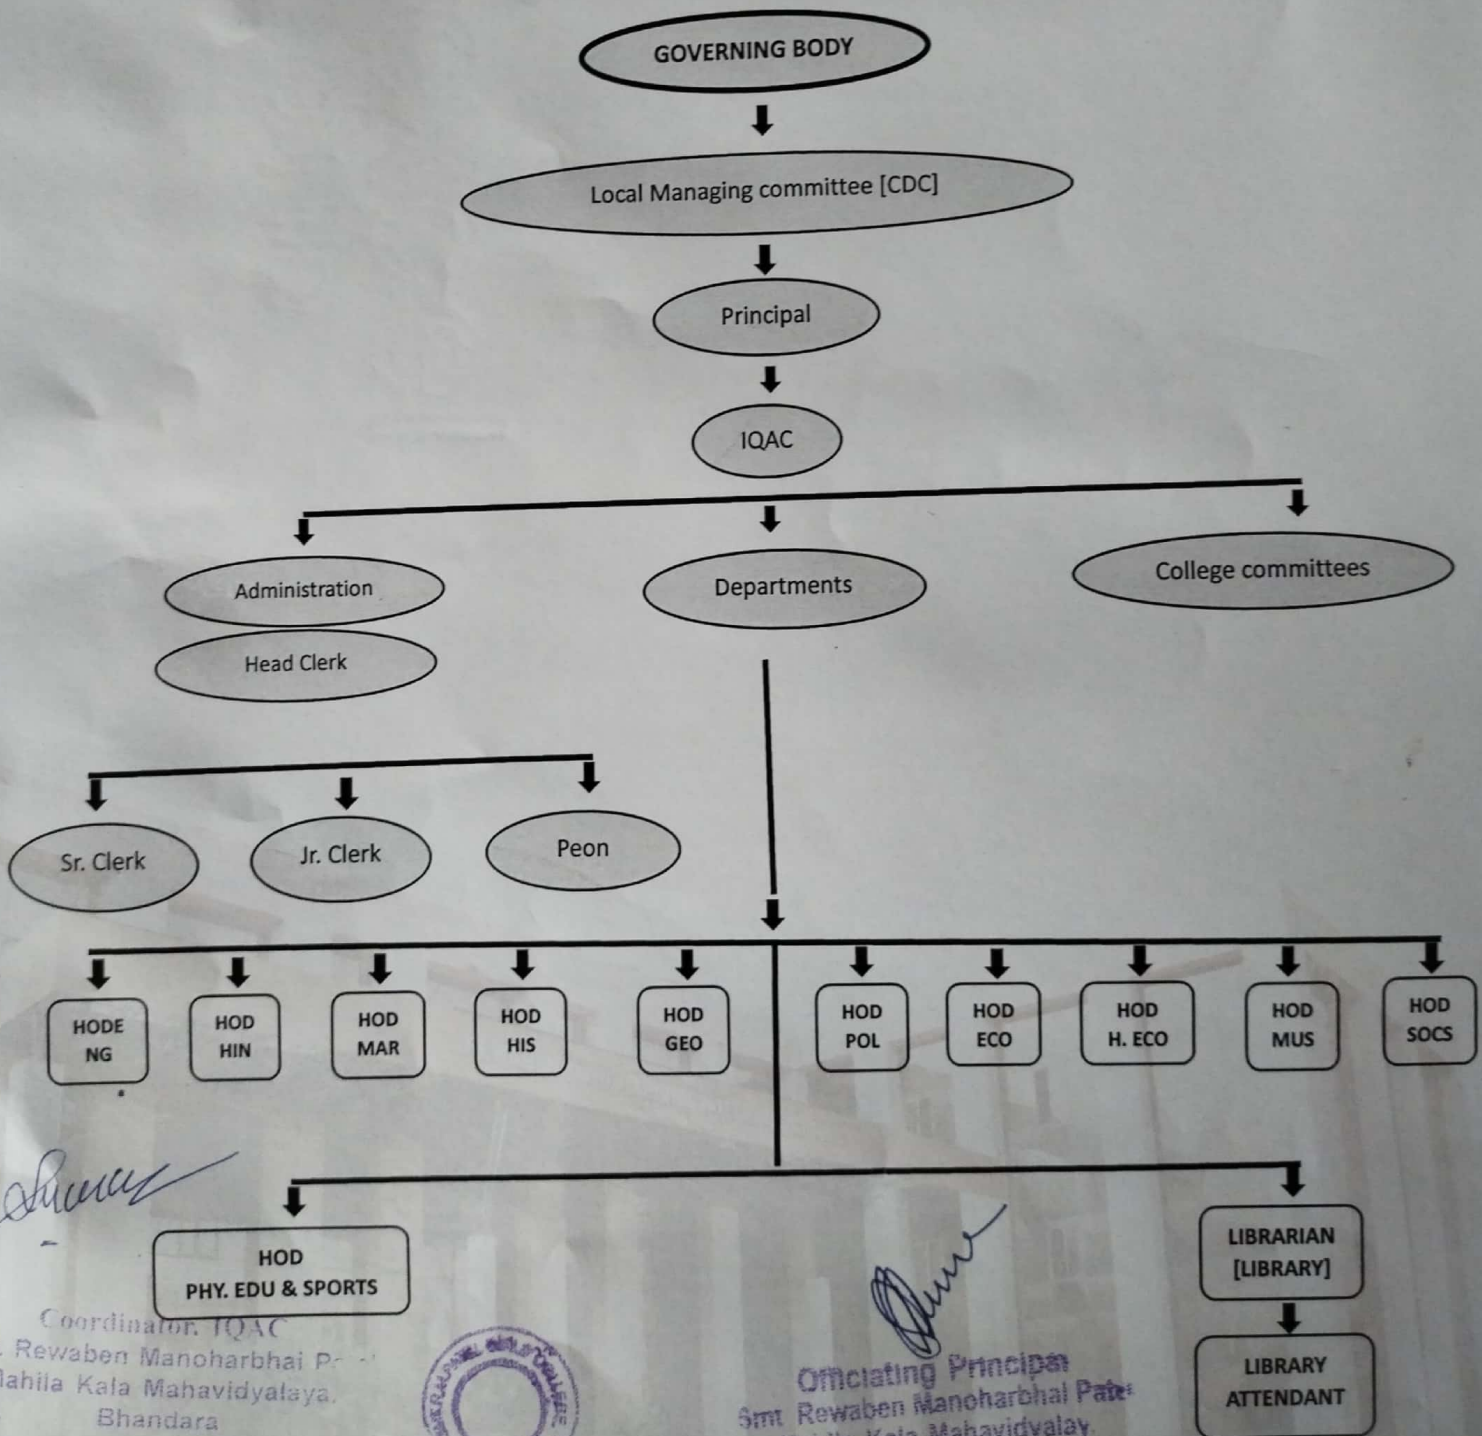 GOVERNING BODY
Local Managing committee [CDC]
Principal
IQAC
Administration
Departments
College committees
Head Clerk
Sr. Clerk
Jr. Clerk
Peon
HODE
NG
HOD
HIN
HOD
MAR
HOD
HIS
HOD
GEO
HOD
POL
HOD
ECO
HOD
H. ECO
HOD
MUS
HOD
SOCS
HOD
PHY. EDU & SPORTS
LIBRARIAN
[LIBRARY]
LIBRARY
ATTENDANT
Coordinator, IQAC
Rewaben Manoharbhai
Kala Mahavidyalaya,
Bhandara
Officiating Principal
Smt Rewaben Manoharbhai Patel
Kala Mahavidyalay